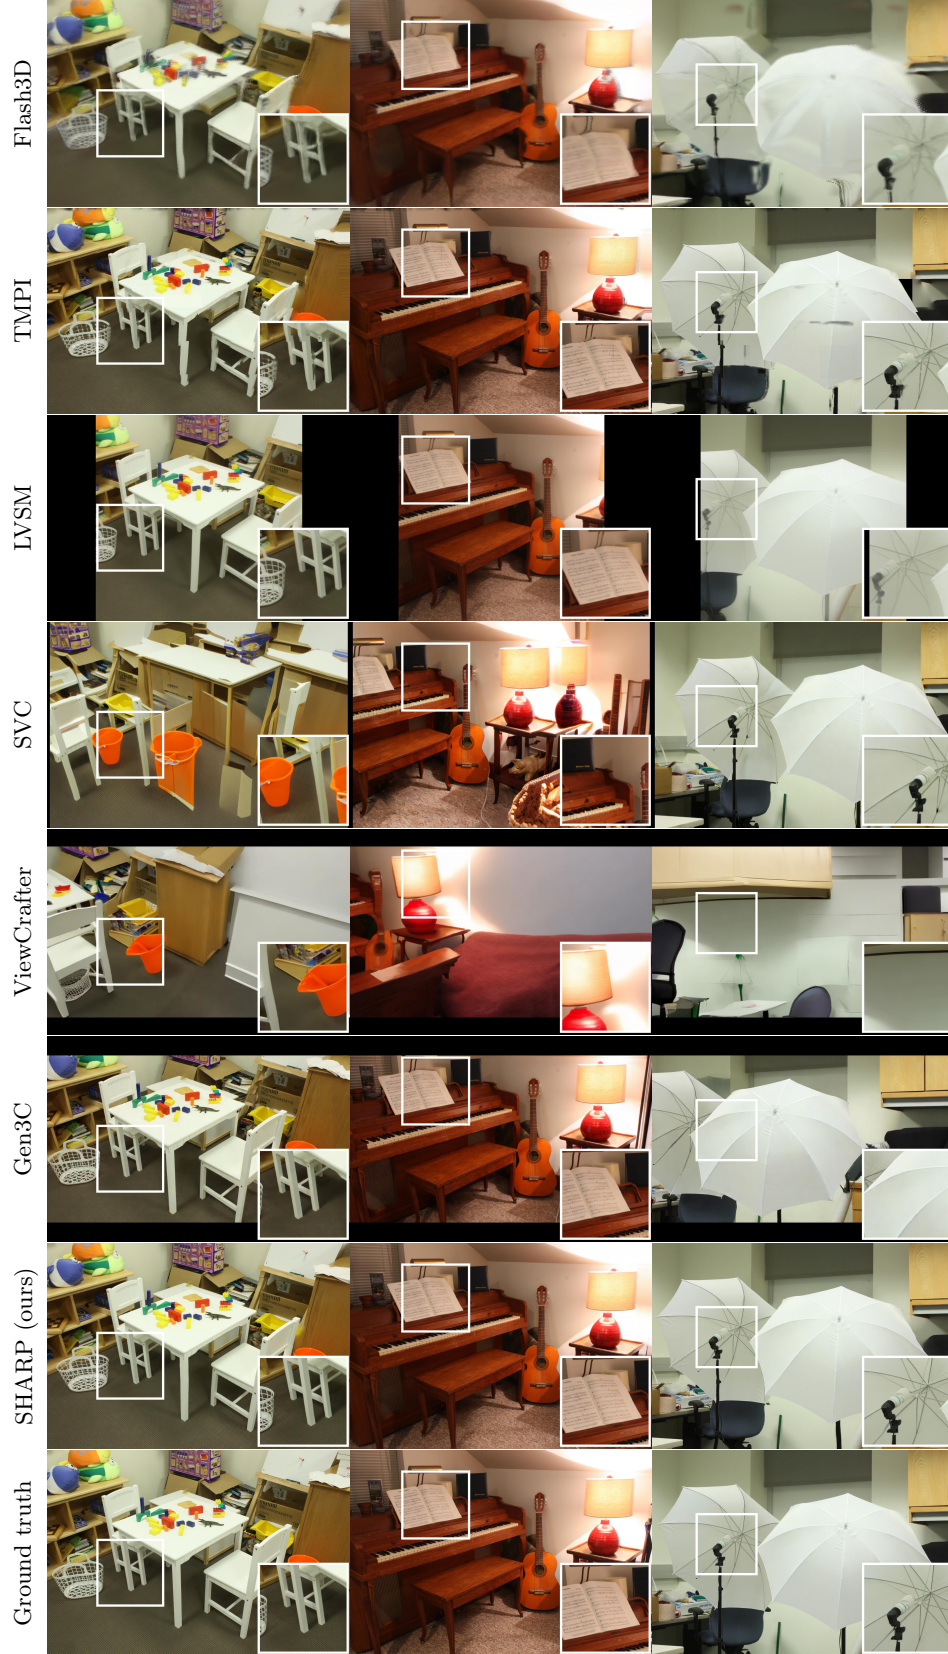 Flash3D
TMPI
LVSM
SVC
ViewCrafter
Gen3C
SHARP (ours)
Ground truth